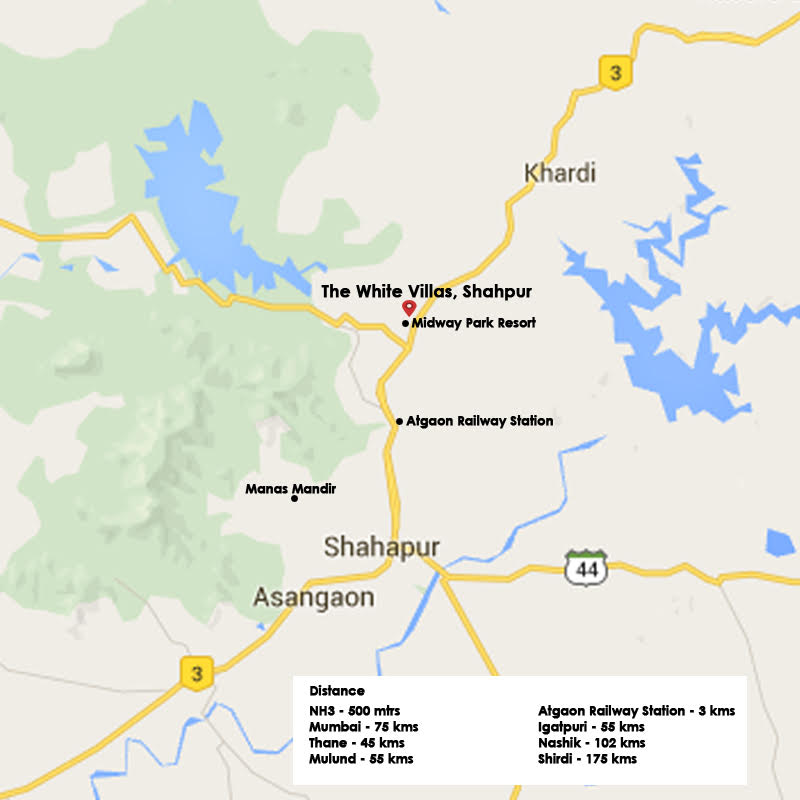 3
Khardi
The White Villas, Shahpur
Midway Park Resort
Atgaon Railway Station
Manas Mandir
Shahapur
44
Asangaon
3
Distance
NH3 - 500 mtrs
Mumbai - 75 kms
Thane - 45 kms
Mulund - 55 kms
Atgaon Railway Station - 3 kms
Igatpuri - 55 kms
Nashik - 102 kms
Shirdi - 175 kms